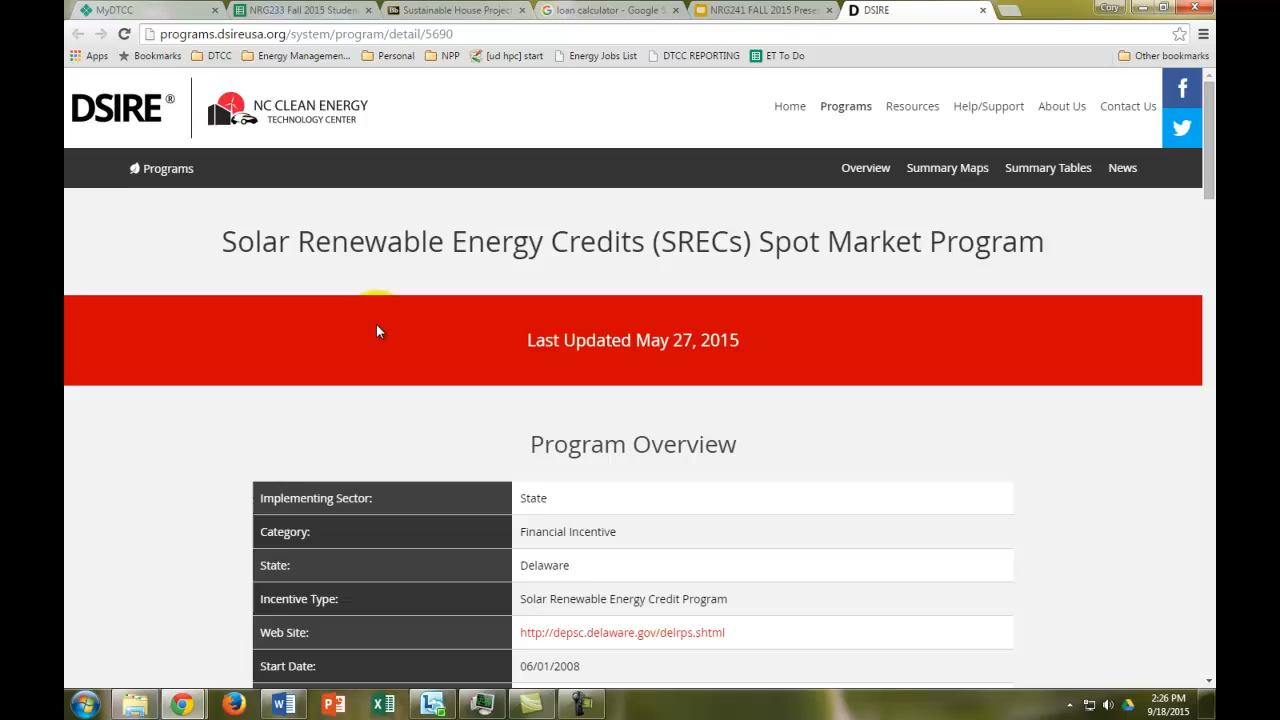 MyDTCC
NRG233 Fall 2015 Studen
Sustainable House Projec
loan calculator - Google S
NRG241 FALL 2015 Prese
DSIRE
Cory
programs.dsireusa.org/system/program/detail/5690
Apps
Bookmarks
DTCC
Energy Managemen...
Personal
NPP
[ud hpc] start
Energy Jobs List
DTCC REPORTING
ET To Do
Other bookmarks
DSIRE®
NC CLEAN ENERGY
TECHNOLOGY CENTER
Home
Programs
Resources
Help/Support
About Us
Contact Us
Programs
Overview
Summary Maps
Summary Tables
News
Solar Renewable Energy Credits (SRECs) Spot Market Program
Last Updated May 27, 2015
Program Overview
Implementing Sector: State
Category: Financial Incentive
State: Delaware
Incentive Type: Solar Renewable Energy Credit Program
Web Site: http://depsc.delaware.gov/delrps.shtml
Start Date: 06/01/2008
2:26 PM
9/18/2015